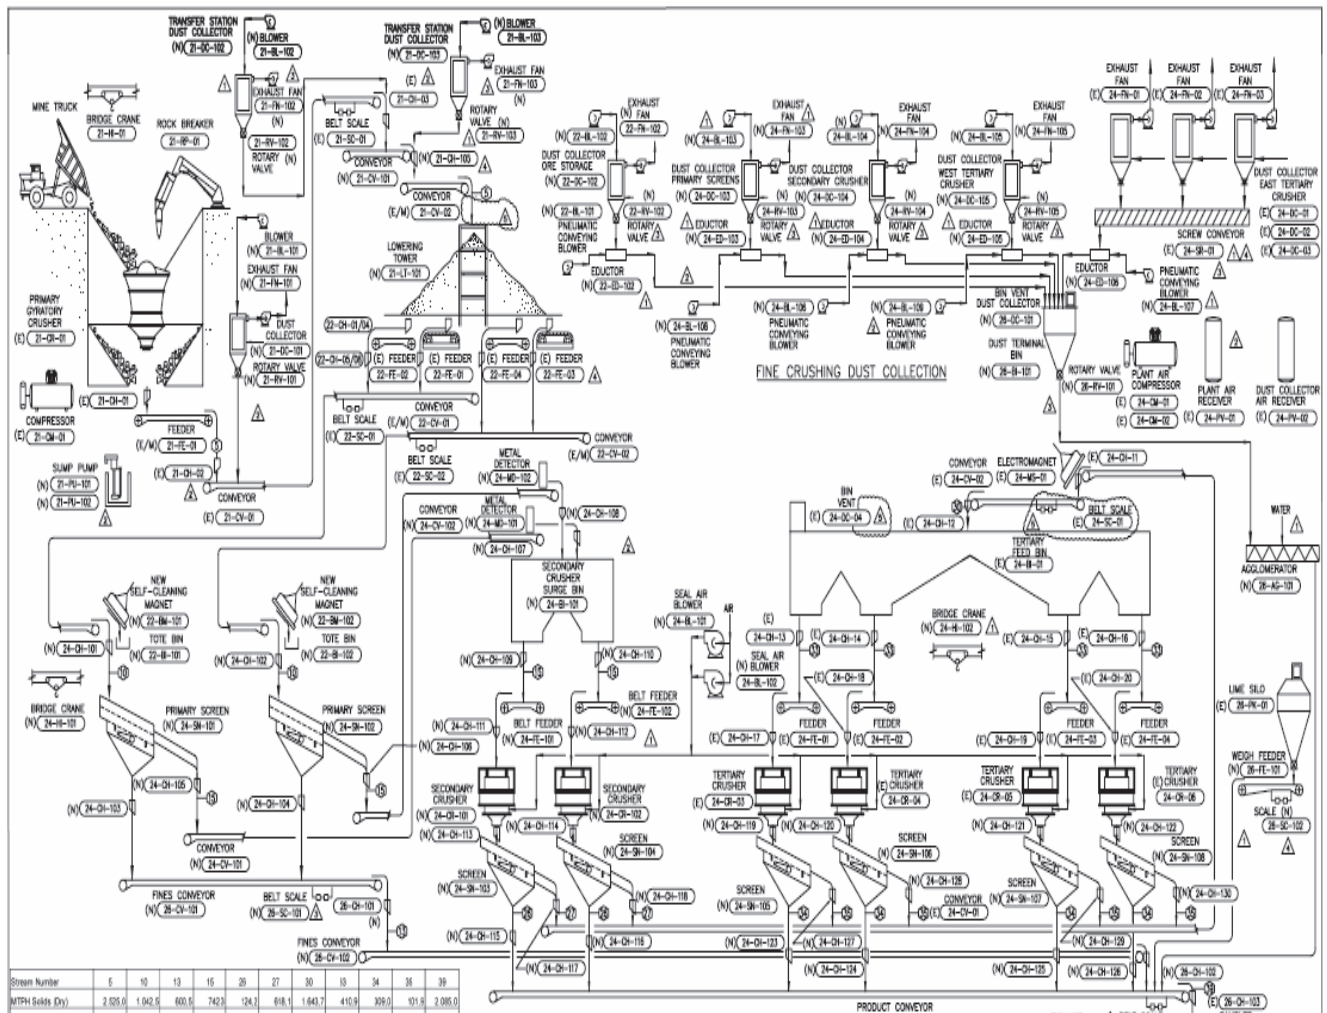 TRANSFER STATION
DUST COLLECTOR
(N) 21-DC-102
(N) BLOWER
21-BL-102
EXHAUST FAN
21-FN-102
(N)
21-RV-102
ROTARY (N)
VALVE
TRANSFER STATION
DUST COLLECTOR
(N) 21-DC-103
(N) BLOWER
(N) 21-BL-103
EXHAUST FAN
21-FN-103
(N)
ROTARY
VALVE (N)
21-RV-103
(E)
21-CH-03
BELT SCALE
(E) 21-SC-01
CONVEYOR
(N) 21-CV-101
(N) 21-CH-105
CONVEYOR
(E/M) 21-CV-02
MINE TRUCK
BRIDGE CRANE
21-HI-01
ROCK BREAKER
21-RP-01
BLOWER
(N) 21-BL-101
EXHAUST FAN
(N) 21-FN-101
DUST
COLLECTOR
(N) 21-DC-101
ROTARY VALVE
(N) 21-RV-101
PRIMARY
GYRATORY
CRUSHER
(E) 21-CR-01
COMPRESSOR
(E) 21-CM-01
(E) 21-CH-01
FEEDER
(E/M) 21-FE-01
(E) 21-CH-02
SUMP PUMP
(N) 21-PU-101
(N) 21-PU-102
CONVEYOR
(E) 21-CV-01
LOWERING
TOWER
(N) 21-LT-101
22-CH-01/04
22-CH-05/08
(E) FEEDER
22-FE-02
(E) FEEDER
22-FE-01
(E) FEEDER
22-FE-04
(E) FEEDER
22-FE-03
BELT SCALE
(E) 22-SC-01
CONVEYOR
(E/M) 22-CV-01
BELT SCALE
(E) 22-SC-02
CONVEYOR
(E/M) 22-CV-02
METAL
DETECTOR
(N) 24-MD-102
METAL
DETECTOR
(N) 24-MD-101
CONVEYOR
(N) 24-CV-102
(N) 24-CH-107
(N) 24-CH-108
EXHAUST
FAN
(N) 22-FN-102
(N) 22-BL-102
DUST COLLECTOR
ORE STORAGE
(N) 22-DC-102
(N) 22-BL-101
PNEUMATIC
CONVEYING
BLOWER
(N)
22-RV-102
ROTARY
VALVE
EDUCTOR
(N) 22-ED-102
EXHAUST
FAN
(N) 24-FN-103
(N) 24-BL-103
DUST COLLECTOR
PRIMARY SCREENS
(N) 24-DC-103
(N)
24-RV-103
ROTARY
VALVE
EDUCTOR
(N) 24-ED-103
EXHAUST
FAN
(N) 24-FN-104
(N) 24-BL-104
DUST COLLECTOR
SECONDARY CRUSHER
(N) 24-DC-104
(N)
24-RV-104
ROTARY
VALVE
EDUCTOR
(N) 24-ED-104
EXHAUST
FAN
(N) 24-FN-105
(N) 24-BL-105
DUST COLLECTOR
WEST TERTIARY
CRUSHER
(N) 24-DC-105
(N)
24-RV-105
ROTARY
VALVE
EDUCTOR
(N) 24-ED-105
EXHAUST
FAN
(E) 24-FN-01
EXHAUST
FAN
(E) 24-FN-02
EXHAUST
FAN
(E) 24-FN-03
DUST COLLECTOR
EAST TERTIARY
CRUSHER
(E) 24-DC-01
(E) 24-DC-02
(E) 24-DC-03
SCREW CONVEYOR
(E) 24-SR-01
EDUCTOR
(N) 24-ED-106
PNEUMATIC
CONVEYING
BLOWER
(N) 24-BL-107
(N) 24-BL-106
PNEUMATIC
CONVEYING
BLOWER
(N) 24-BL-108
PNEUMATIC
CONVEYING
BLOWER
(N) 24-BL-109
PNEUMATIC
CONVEYING
BLOWER
FINE CRUSHING DUST COLLECTION
BIN VENT
DUST COLLECTOR
(N) 26-DC-101
DUST TERMINAL
BIN
(N) 26-BI-101
ROTARY VALVE
(N) 26-RV-101
PLANT AIR
COMPRESSOR
(E) 24-CM-01
(E) 24-CM-02
PLANT AIR
RECEIVER
(E) 24-PV-01
DUST COLLECTOR
AIR RECEIVER
(E) 24-PV-02
CONVEYOR
(E) 24-CV-02
ELECTROMAGNET
(E) 24-MS-01
(E) 24-CH-11
BIN
VENT
(E) 24-DC-04
(E) 24-CH-12
BELT SCALE
(E) 24-SC-01
TERTIARY
FEED BIN
(E) 24-BI-01
WATER
AGGLOMERATOR
(N) 26-AG-101
SECONDARY
CRUSHER
SURGE BIN
(N) 24-BI-101
NEW
SELF-CLEANING
MAGNET
(N) 22-BM-101
TOTE BIN
(N) 22-BI-101
NEW
SELF-CLEANING
MAGNET
(N) 22-BM-102
TOTE BIN
(N) 22-BI-102
(N) 24-CH-101
(N) 24-CH-102
BRIDGE CRANE
(N) 24-HI-101
PRIMARY SCREEN
(N) 24-SN-101
PRIMARY SCREEN
(N) 24-SN-102
(N) 24-CH-106
(N) 24-CH-105
(N) 24-CH-103
(N) 24-CH-104
CONVEYOR
(N) 24-CV-101
FINES CONVEYOR
(N) 26-CV-101
BELT SCALE
(N) 26-SC-101
26-CH-101
(N)
FINES CONVEYOR
(N) 26-CV-102
SEAL AIR
BLOWER
(N) 24-BL-101
AIR
SEAL AIR
(N) BLOWER
24-BL-102
(N) 24-CH-109
(N) 24-CH-110
BELT FEEDER
(N) 24-FE-102
(N) 24-CH-111
BELT FEEDER
(N) 24-FE-101
(N) 24-CH-112
SECONDARY
CRUSHER
(N) 24-CR-101
(N) 24-CH-113
SECONDARY
CRUSHER
(N) 24-CR-102
(N) 24-CH-114
SCREEN
(N) 24-SN-104
SCREEN
(N) 24-SN-103
(N) 24-CH-118
(N) 24-CH-115
(N) 24-CH-116
(N) 24-CH-117
(E)
24-CH-13
(E)
24-CH-14
(E) 24-CH-18
BRIDGE CRANE
(N) 24-HI-102
(E)
24-CH-15
(E)
24-CH-16
(E) 24-CH-20
FEEDER
(E) 24-FE-01
FEEDER
(E) 24-FE-02
FEEDER
(E) 24-FE-03
FEEDER
(E) 24-FE-04
(E) 24-CH-17
(E) 24-CH-19
TERTIARY
CRUSHER
(E) 24-CR-03
(N) 24-CH-119
TERTIARY
(E) CRUSHER
24-CR-04
(N) 24-CH-120
TERTIARY
CRUSHER
(E) 24-CR-05
(N) 24-CH-121
TERTIARY
(E) CRUSHER
24-CR-06
(N) 24-CH-122
SCREEN
(N) 24-SN-106
SCREEN
(N) 24-SN-105
(N) 24-CH-128
CONVEYOR
(E) 24-CV-01
SCREEN
(N) 24-SN-108
SCREEN
(N) 24-SN-107
(N) 24-CH-130
(N) 24-CH-123
(N) 24-CH-127
(N) 24-CH-124
(N) 24-CH-129
(N) 24-CH-125
(N) 24-CH-126
LIME SILO
(E) 26-PK-01
WEIGH FEEDER
(N) 26-FE-101
SCALE (N)
26-SC-102
(N) 26-CH-102
(E) 26-CH-103
PRODUCT CONVEYOR
Stream Number 5 10 13 15 26 27 30 33 34 35 39
MTPH Solids (Dry) 2.525,0 1.042,5 600,5 742,3 124,2 618,1 1.643,7 410,9 309,0 101,9 2.085,0